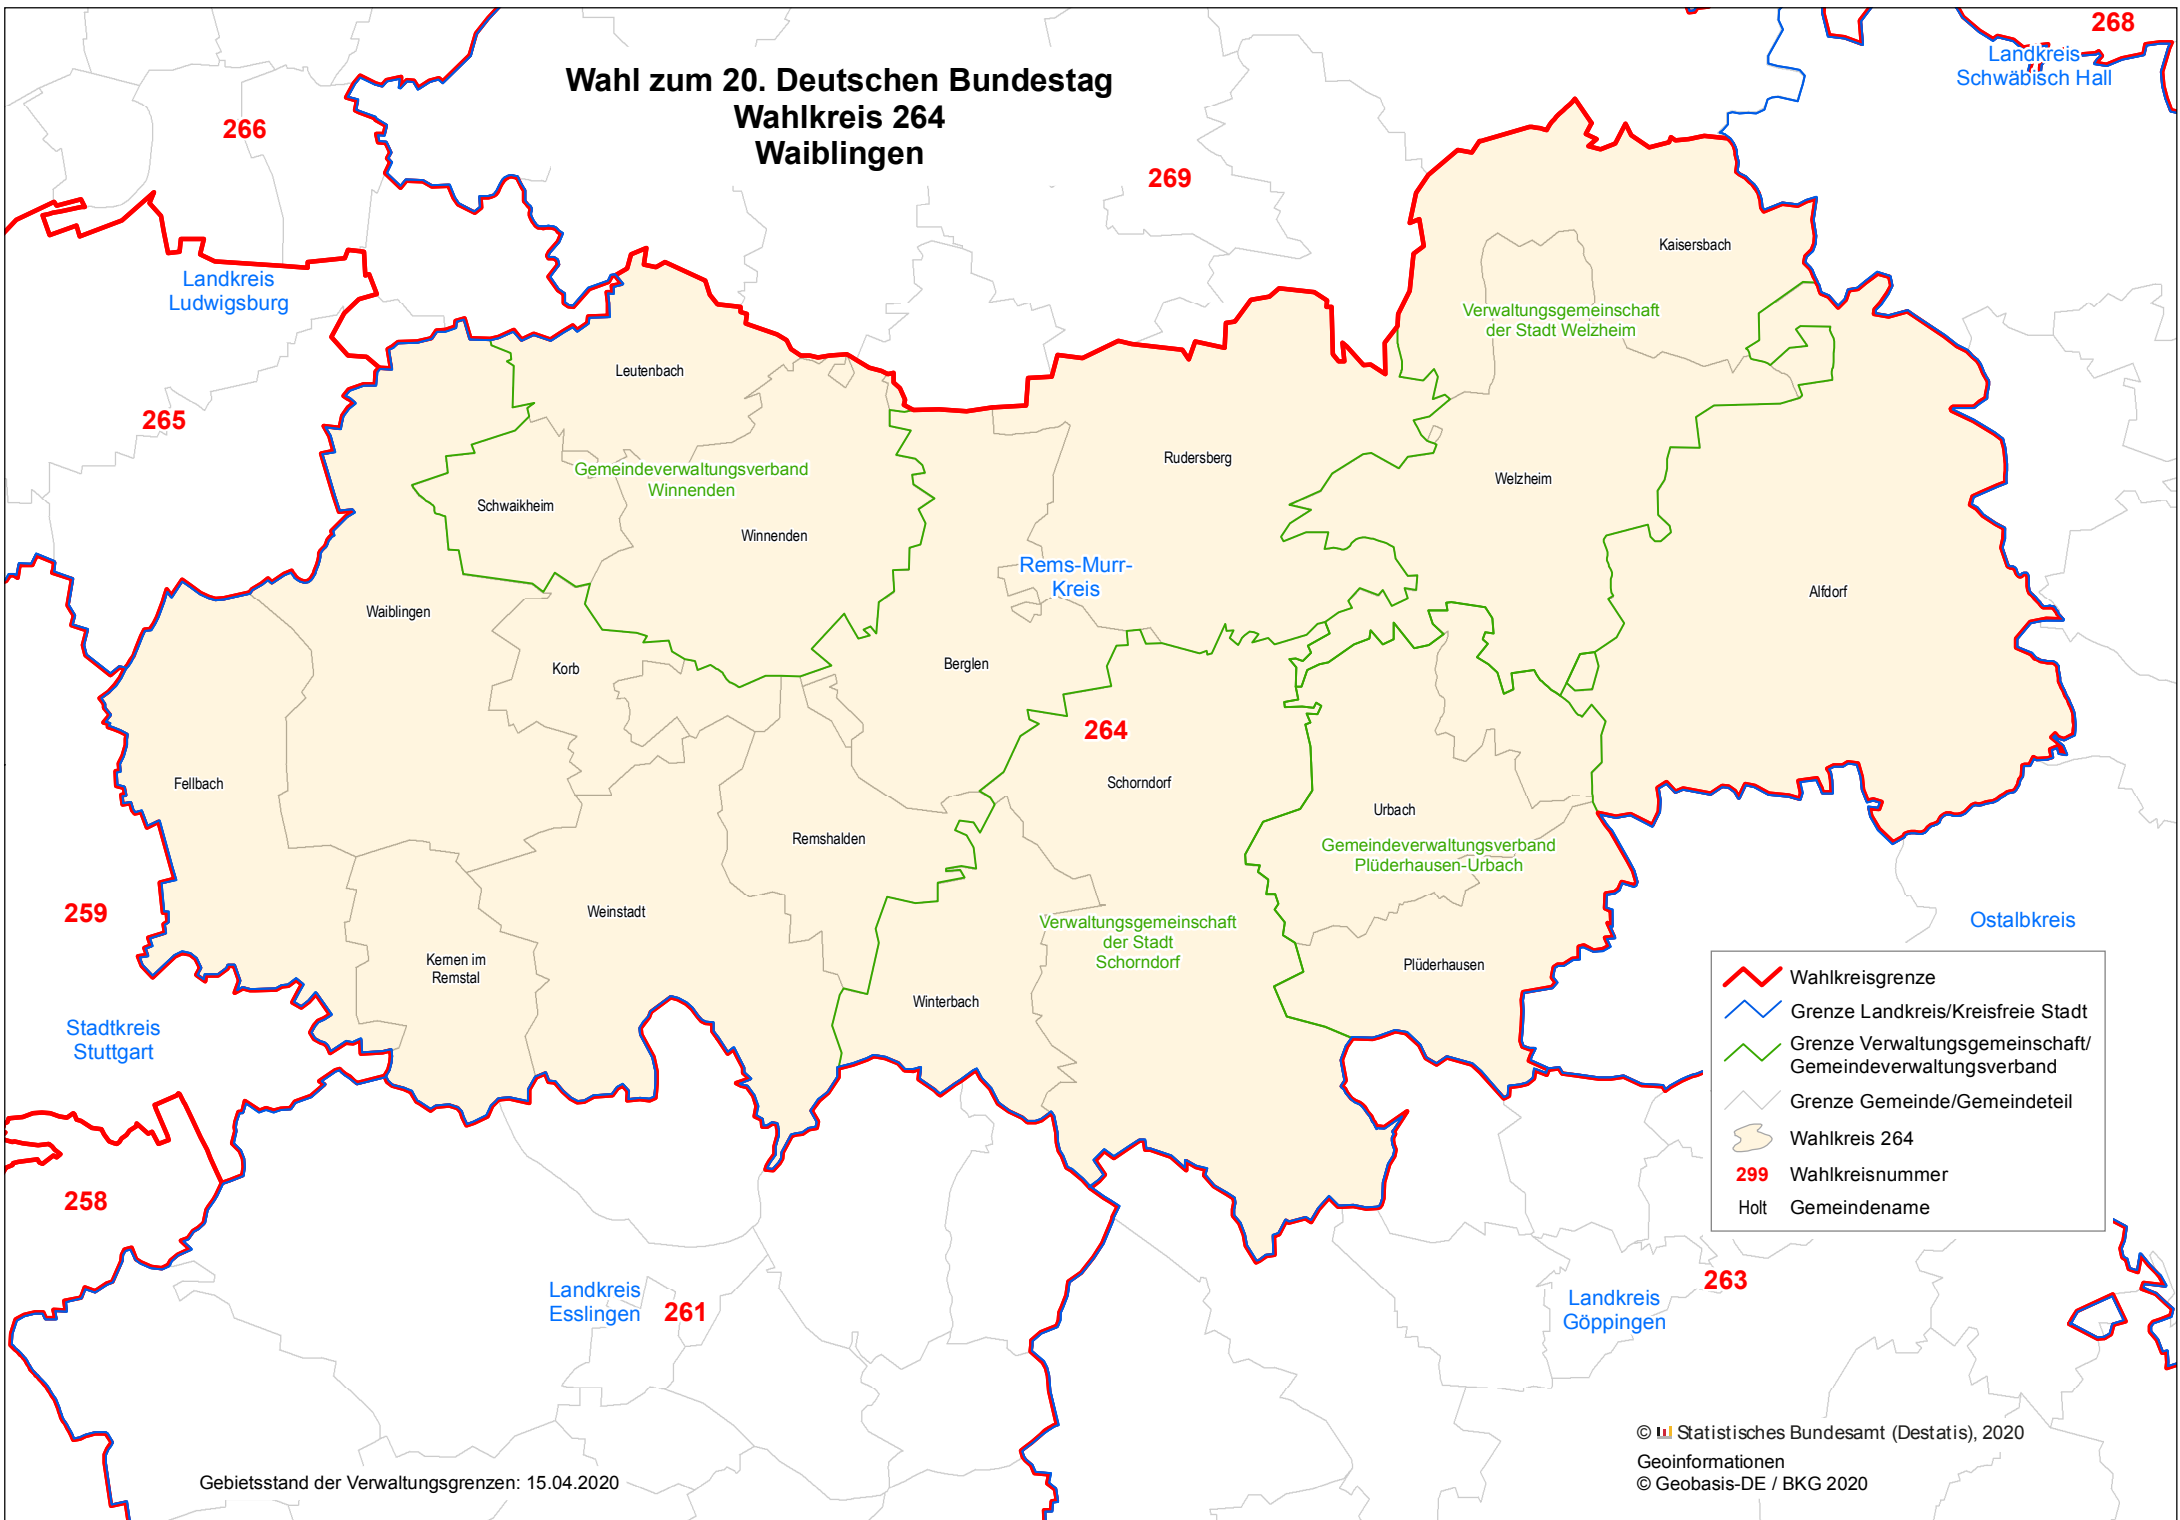 Wahl zum 20. Deutschen Bundestag
Wahlkreis 264
Waiblingen
268
Landkreis
Schwäbisch Hall
266
269
Landkreis
Ludwigsburg
Kaisersbach
Verwaltungsgemeinschaft
der Stadt Welzheim
Leutenbach
265
Rudersberg
Gemeindeverwaltungsverband
Winnenden
Welzheim
Schwaikheim
Winnenden
Rems-Murr-
Kreis
Alfdorf
Waiblingen
Korb
Berglen
264
Schorndorf
Fellbach
Urbach
Remshalden
Gemeindeverwaltungsverband
Plüderhausen-Urbach
259
Weinstadt
Verwaltungsgemeinschaft
der Stadt
Schorndorf
Ostalbkreis
Kernen im
Remstal
Plüderhausen
Winterbach
Stadtkreis
Stuttgart
Wahlkreisgrenze
Grenze Landkreis/Kreisfreie Stadt
Grenze Verwaltungsgemeinschaft/
Gemeindeverwaltungsverband
Grenze Gemeinde/Gemeindeteil
Wahlkreis 264
299 Wahlkreisnummer
Holt Gemeindename
258
Landkreis
Esslingen
261
263
Landkreis
Göppingen
© Statistisches Bundesamt (Destatis), 2020
Geoinformationen
© Geobasis-DE / BKG 2020
Gebietsstand der Verwaltungsgrenzen: 15.04.2020